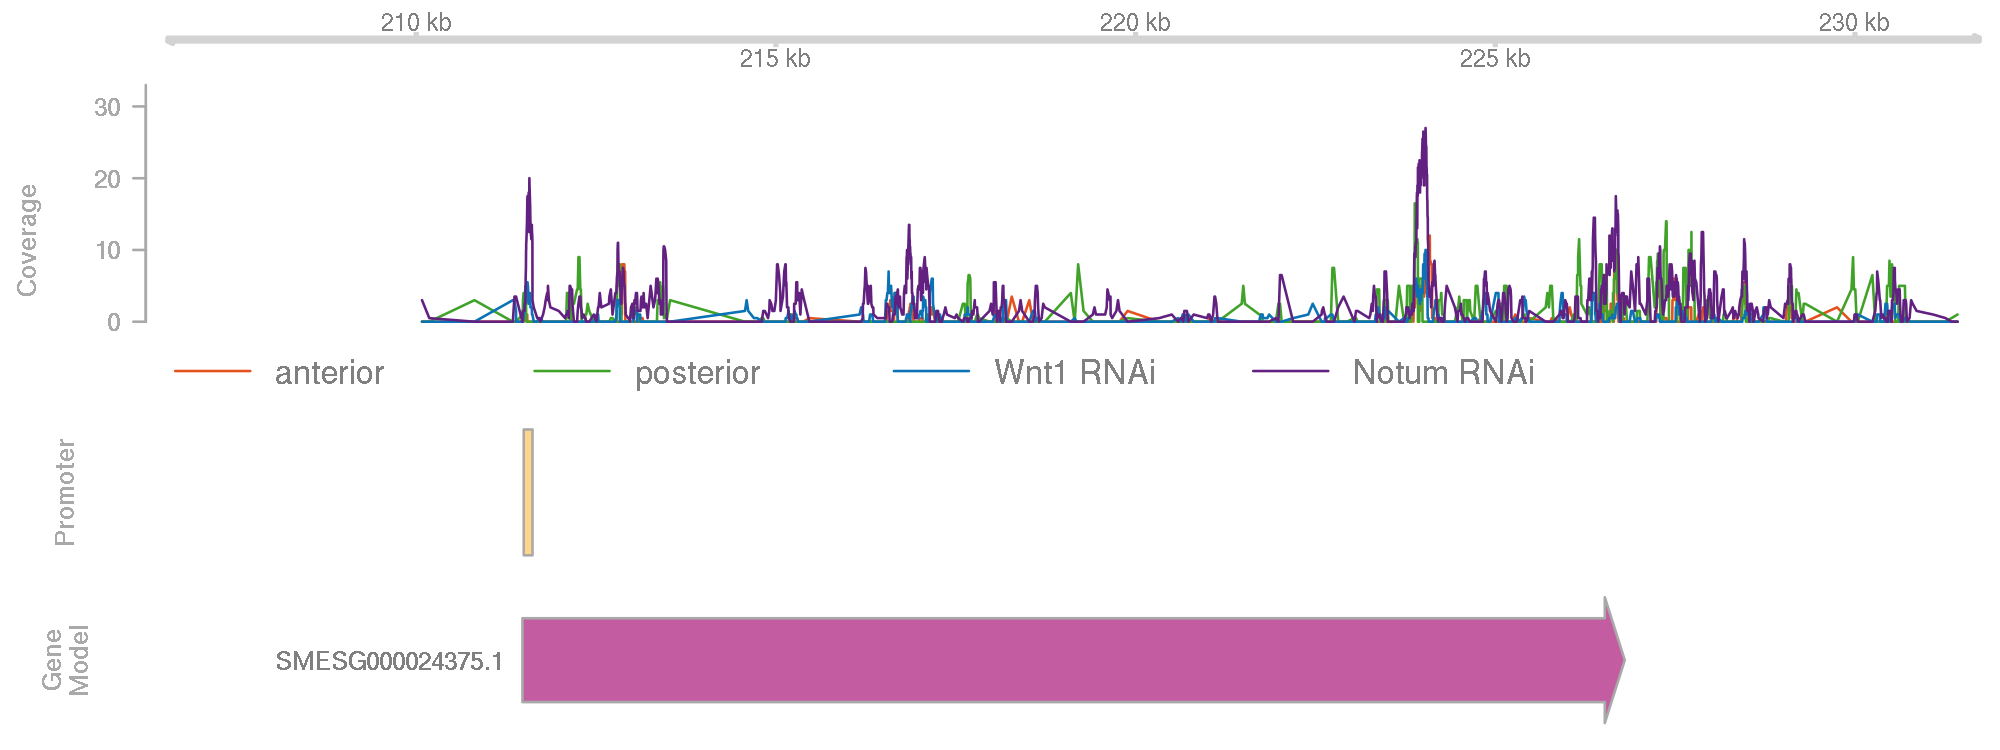 210 kb
220 kb
230 kb
215 kb
225 kb
Coverage
30
20
10
0
anterior
posterior
Wnt1 RNAi
Notum RNAi
Promoter
Gene
Model
SMESG000024375.1